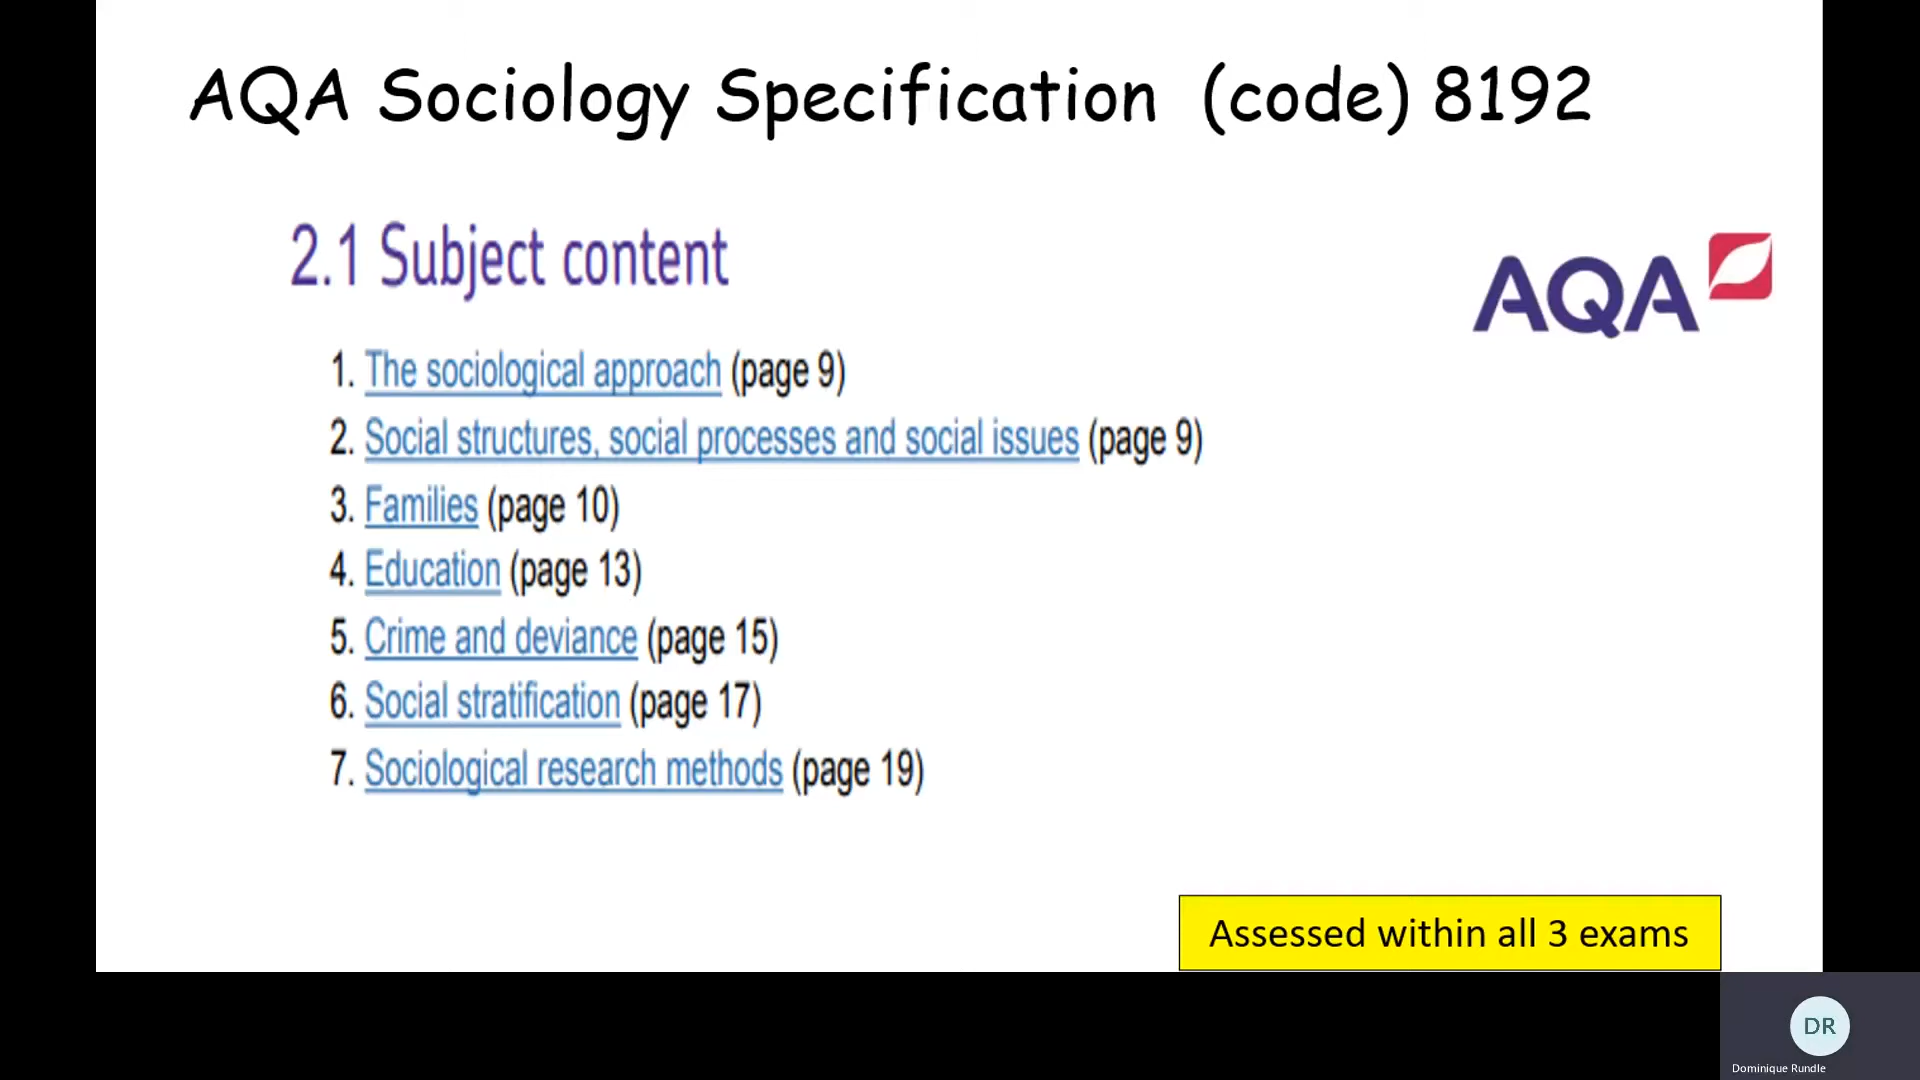 AQA Sociology Specification (code) 8192
2.1 Subject content
AQA
1. The sociological approach (page 9)
2. Social structures, social processes and social issues (page 9)
3. Families (page 10)
4. Education (page 13)
5. Crime and deviance (page 15)
6. Social stratification (page 17)
7. Sociological research methods (page 19)
Assessed within all 3 exams
DR
Dominique Rundle